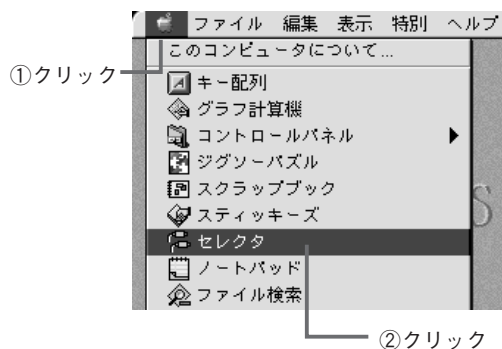 ファイル 編集 表示 特別 ヘルプ
このコンピュータについて...
①クリック
キー配列
グラフ計算機
コントロールパネル
ジグソーパズル
スクラップブック
スティッキーズ
セレクタ
ノートパッド
ファイル検索
②クリック
S